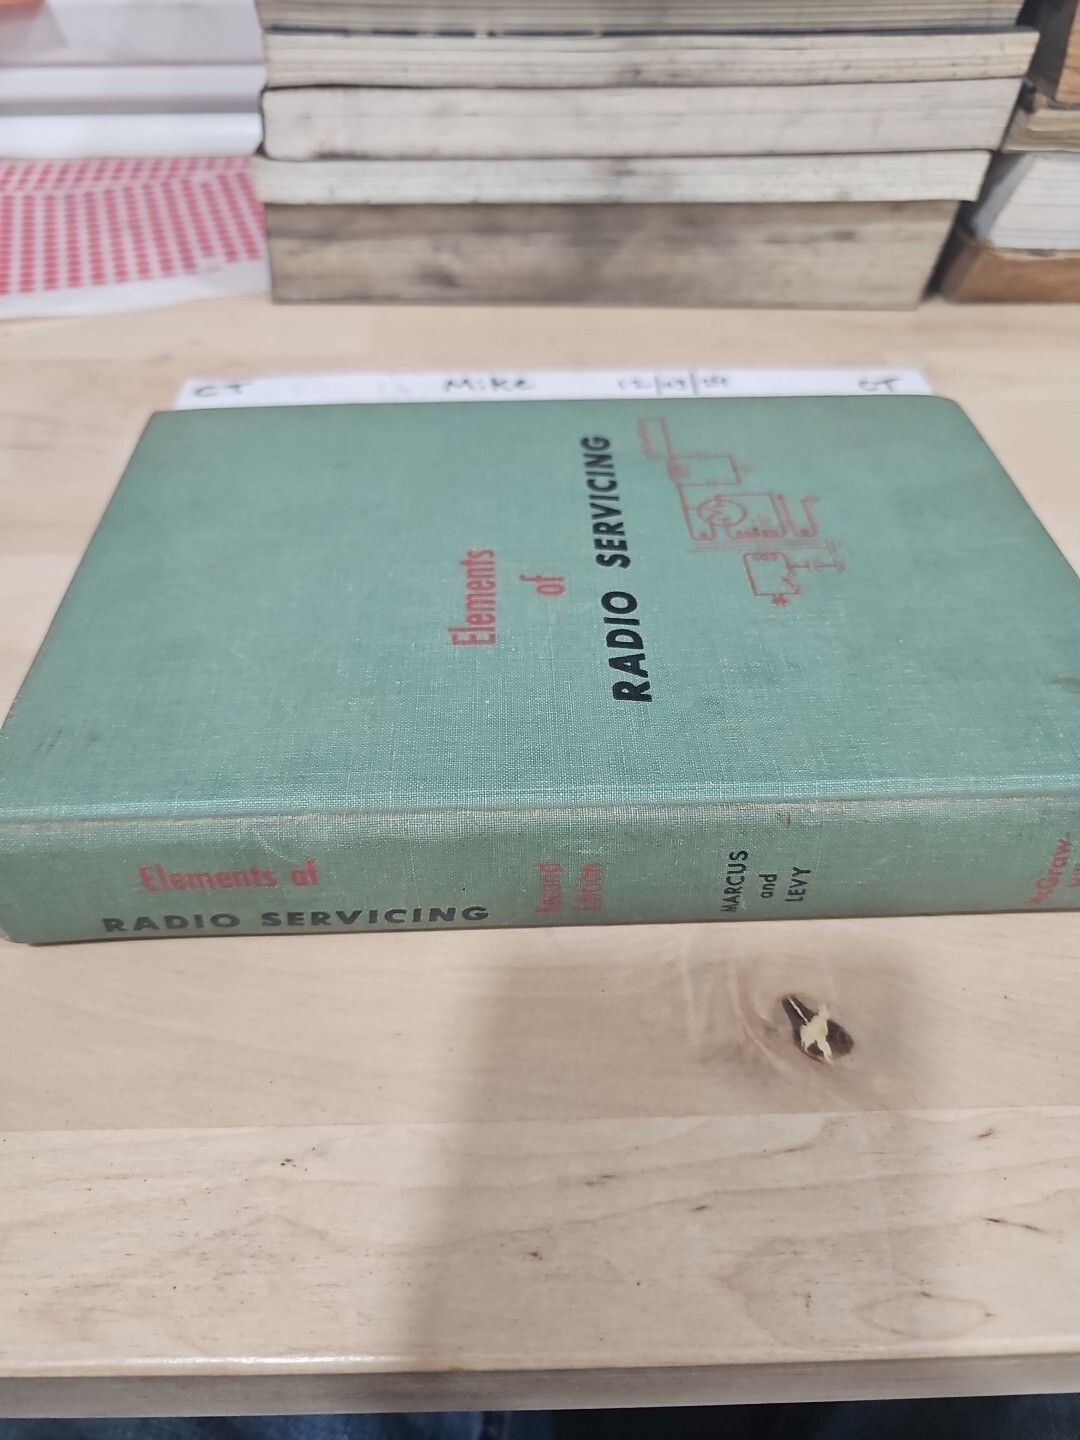 CT Mike CT
Elements
of
RADIO SERVICING
Elements of
RADIO SERVICING
Second
Edition
MARCUS
and
LEVY
McGraw-